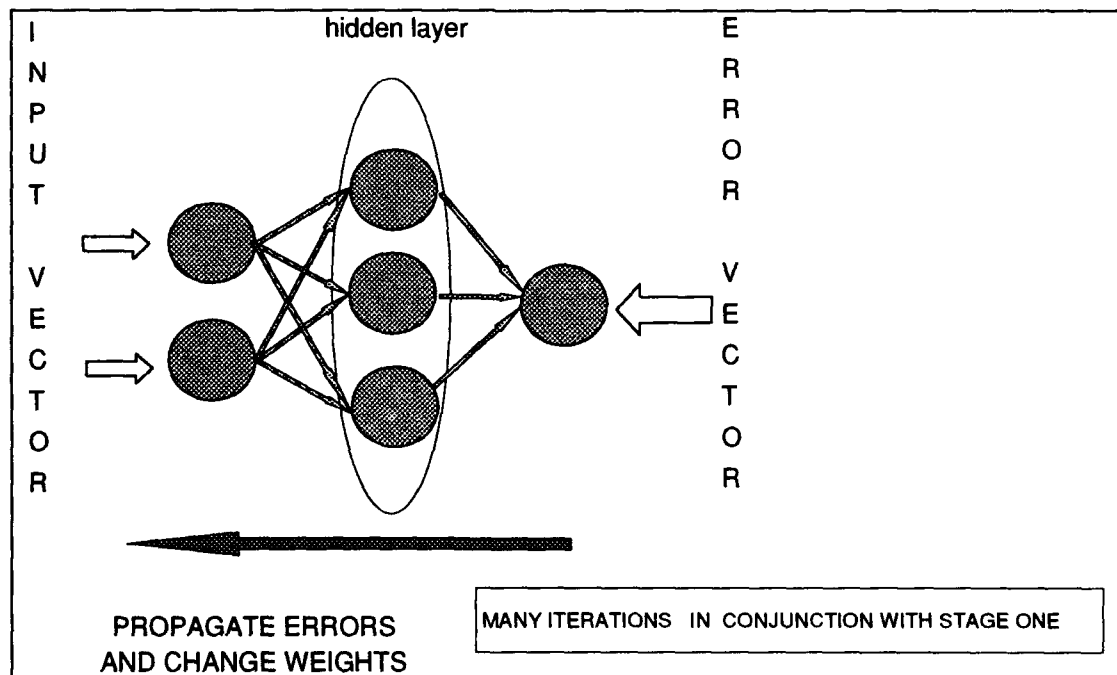 hidden layer
INPUT VECTOR
ERROR VECTOR
PROPAGATE ERRORS
AND CHANGE WEIGHTS
MANY ITERATIONS IN CONJUNCTION WITH STAGE ONE